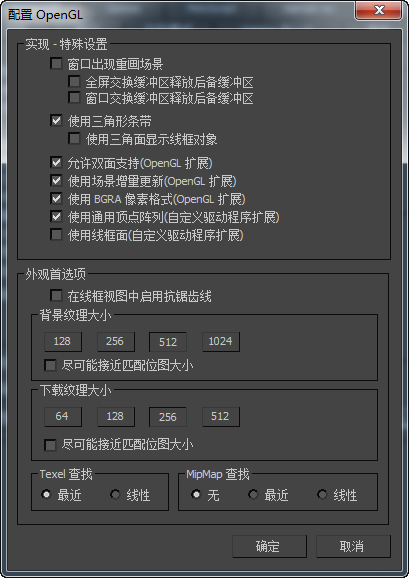 配置 OpenGL
实现 - 特殊设置
窗口出现重画场景
全屏交换缓冲区释放后备缓冲区
窗口交换缓冲区释放后备缓冲区
使用三角形条带
使用三角面显示线框对象
允许双面支持(OpenGL 扩展)
使用场景增量更新(OpenGL 扩展)
使用 BGRA 像素格式(OpenGL 扩展)
使用通用顶点阵列(自定义驱动程序扩展)
使用线框面(自定义驱动程序扩展)
外观首选项
在线框视图中启用抗锯齿线
背景纹理大小
128 256 512 1024
尽可能接近匹配位图大小
下载纹理大小
64 128 256 512
尽可能接近匹配位图大小
Texel 查找 MipMap 查找
最近 线性 无 最近 线性
确定 取消